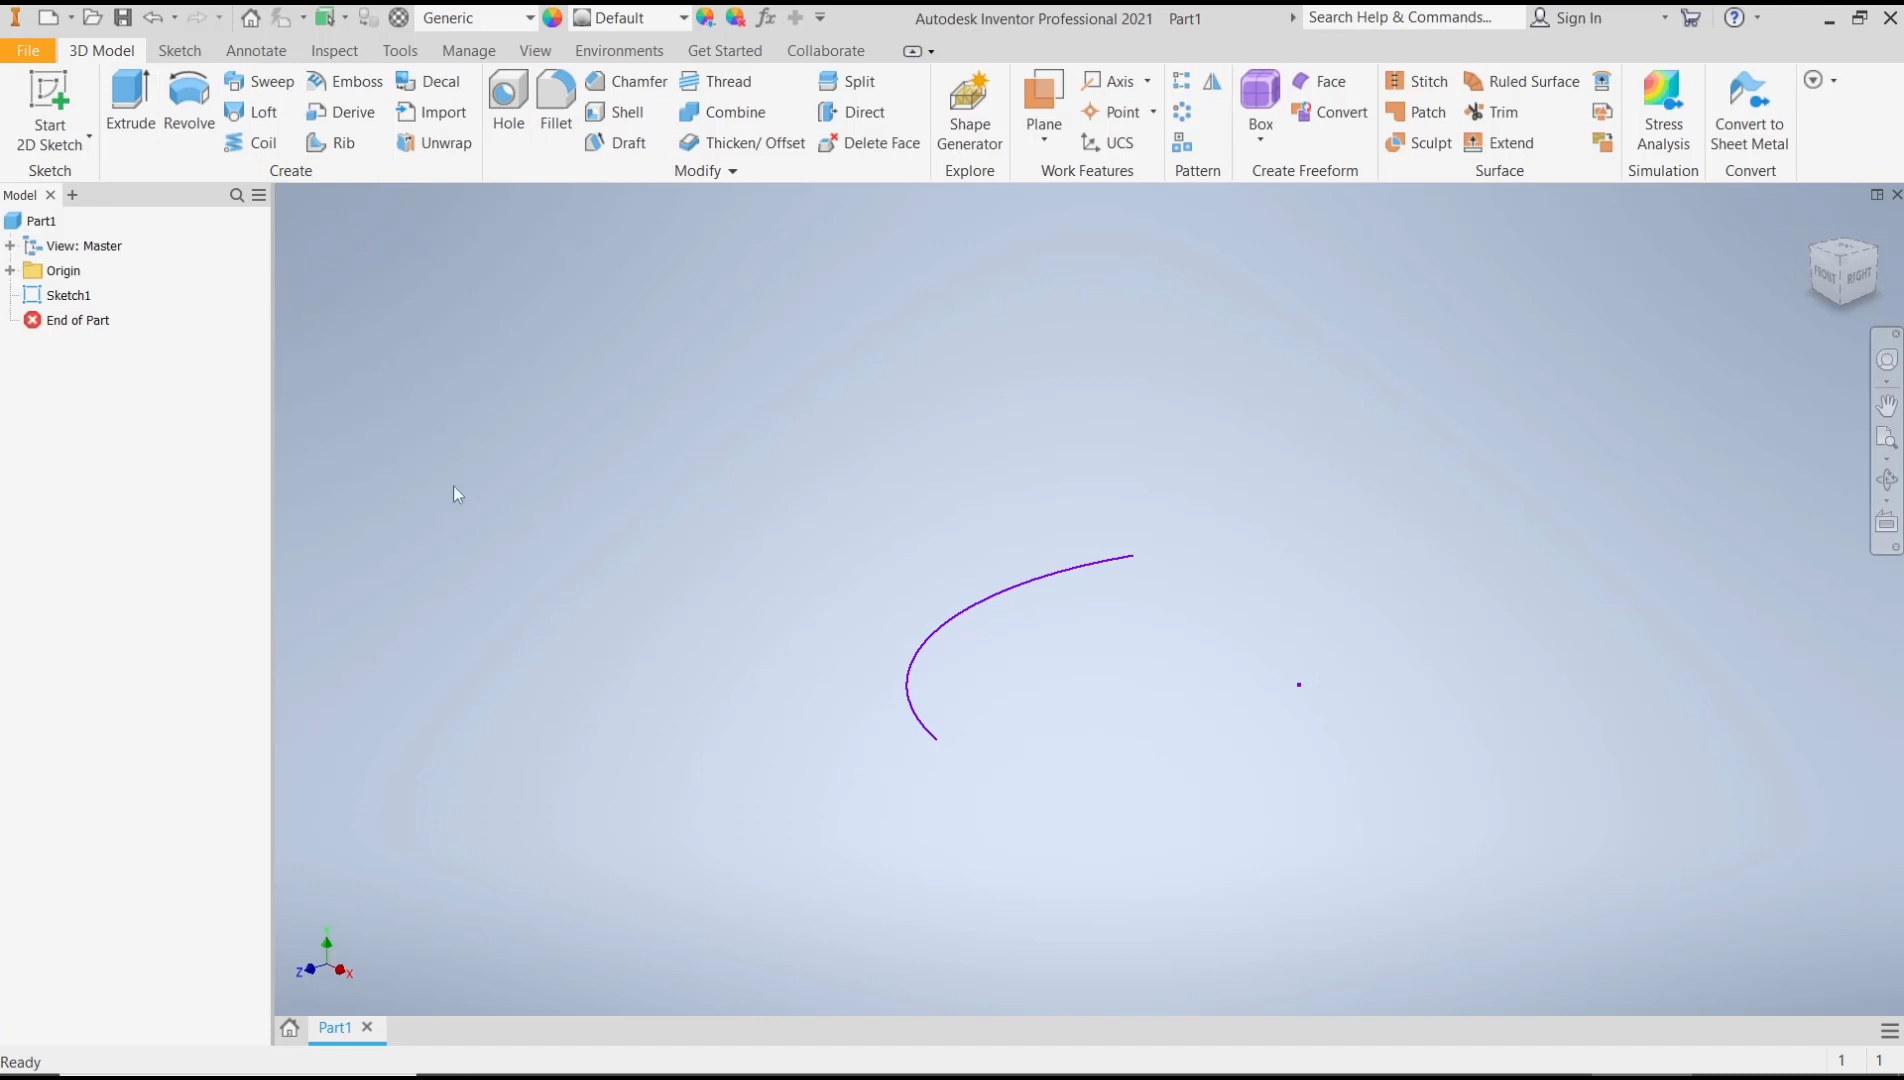 Generic
Default
Autodesk Inventor Professional 2021 Part1
Search Help & Commands...
Sign In
File
3D Model
Sketch
Annotate
Inspect
Tools
Manage
View
Environments
Get Started
Collaborate
Start
2D Sketch
Sketch
Extrude
Revolve
Sweep
Loft
Coil
Emboss
Derive
Rib
Decal
Import
Unwrap
Create
Hole
Fillet
Chamfer
Shell
Draft
Thread
Combine
Thicken/ Offset
Split
Direct
Delete Face
Modify
Shape
Generator
Explore
Plane
Axis
Point
UCS
Work Features
Pattern
Box
Face
Convert
Create Freeform
Stitch
Patch
Sculpt
Ruled Surface
Trim
Extend
Surface
Stress
Analysis
Simulation
Convert to
Sheet Metal
Convert
Model
Part1
View: Master
Origin
Sketch1
End of Part
FRONT
RIGHT
Y
Z
X
Part1
Ready
1
1